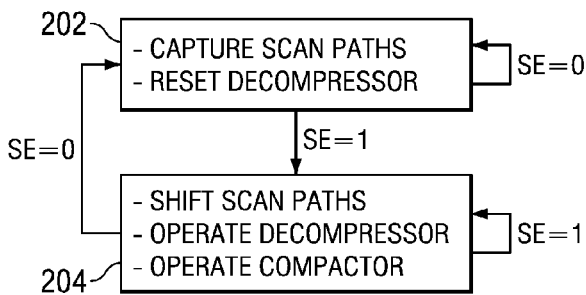 202
- CAPTURE SCAN PATHS
- RESET DECOMPRESSOR
SE=0
SE=0
SE=1
- SHIFT SCAN PATHS
- OPERATE DECOMPRESSOR
- OPERATE COMPACTOR
SE=1
204